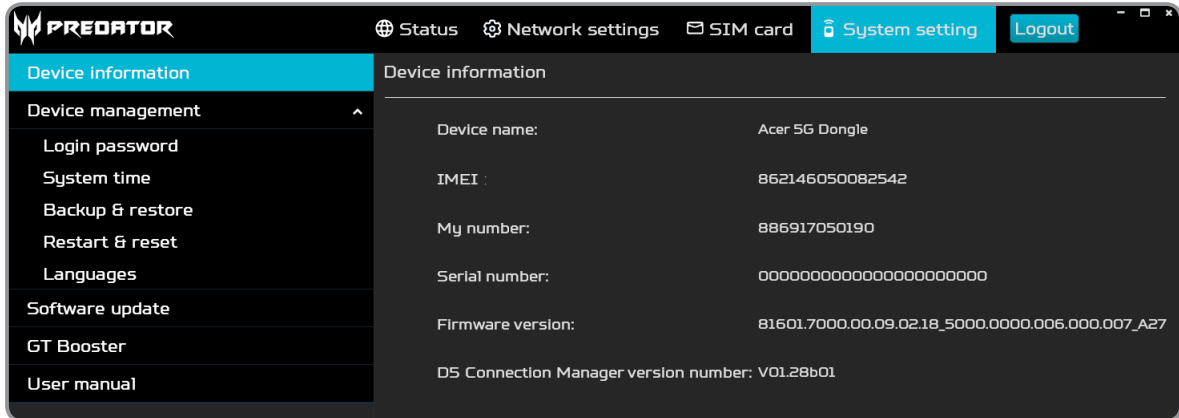 PREDATOR
Status Network settings SIM card System setting Logout
Device information
Device management
Login password
System time
Backup & restore
Restart & reset
Languages
Software update
GT Booster
User manual
Device information
Device name: Acer 5G Dongle
IMEI : 862146050082542
My number: 886917050190
Serial number: 0000000000000000000000
Firmware version: 81601.7000.00.09.02.18_5000.0000.006.000.007_A27
D5 Connection Manager version number: V01.28b01